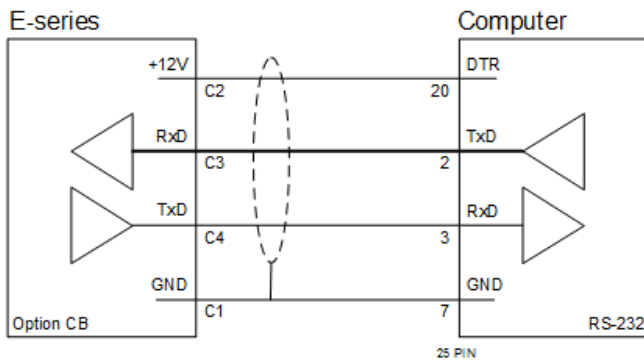 E-series Computer
+12V DTR
C2 20
RxD TxD
C3 2
TxD RxD
C4 3
GND GND
C1 7
Option CB RS-232
25 PIN